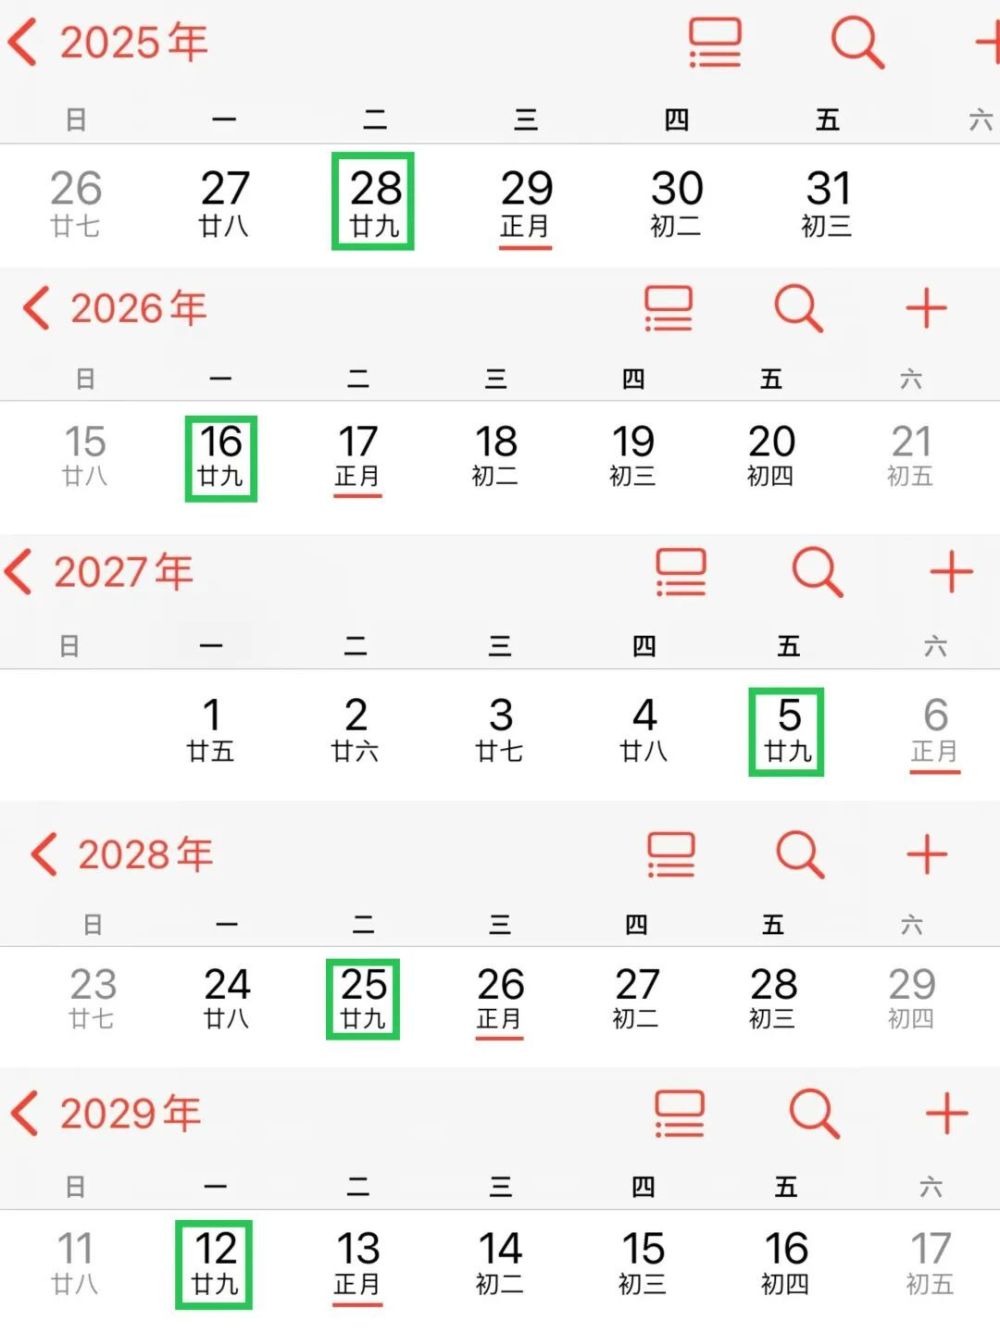 2025年
日 一 二 三 四 五 六
26 27 28 29 30 31
廿七 廿八 廿九 正月 初二 初三
2026年
日 一 二 三 四 五 六
15 16 17 18 19 20 21
廿八 廿九 正月 初二 初三 初四 初五
2027年
日 一 二 三 四 五 六
1 2 3 4 5 6
廿五 廿六 廿七 廿八 廿九 正月
2028年
日 一 二 三 四 五 六
23 24 25 26 27 28 29
廿七 廿八 廿九 正月 初二 初三 初四
2029年
日 一 二 三 四 五 六
11 12 13 14 15 16 17
廿八 廿九 正月 初二 初三 初四 初五